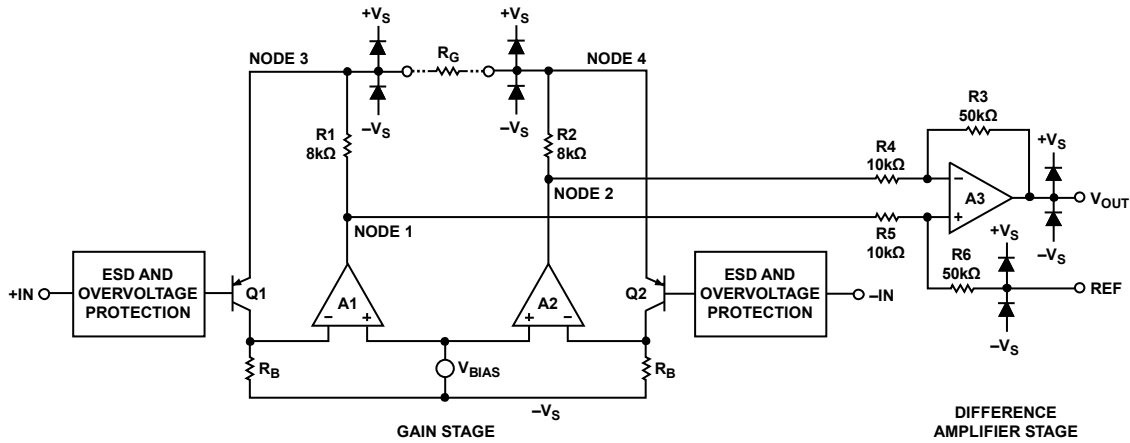 +VS
+VS
NODE 3
RG
NODE 4
–VS
–VS
R1
8kΩ
R2
8kΩ
R3
50kΩ
R4
10kΩ
+VS
NODE 2
–
A3
+
VOUT
NODE 1
R5
10kΩ
+VS
–VS
R6
50kΩ
+IN
ESD AND
OVERVOLTAGE
PROTECTION
Q1
A1
– +
A2
+ –
Q2
ESD AND
OVERVOLTAGE
PROTECTION
–IN
REF
–VS
RB
VBIAS
RB
–VS
GAIN STAGE
DIFFERENCE
AMPLIFIER STAGE